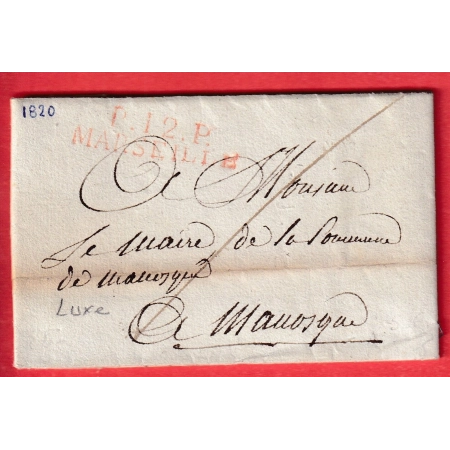 1820
P.12.P.
MARSEILLE
A Monsieur
Le Maire de la Commune
de Manosque
Luxe
A Manosque